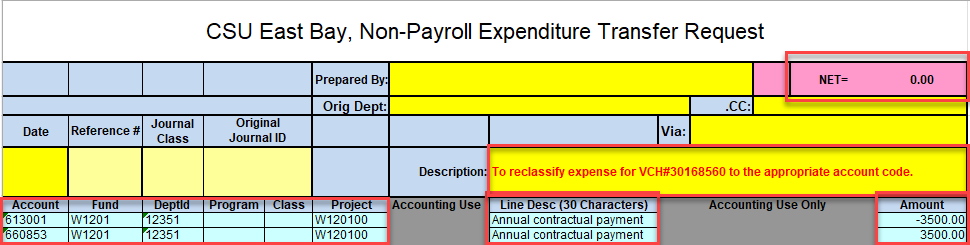 CSU East Bay, Non-Payroll Expenditure Transfer Request
Prepared By: NET= 0.00
Orig Dept: .CC:
Date Reference # Journal Class Original Journal ID Via:
Description: To reclassify expense for VCH#30168560 to the appropriate account code.
Account Fund DeptId Program Class Project Accounting Use Line Desc (30 Characters) Accounting Use Only Amount
613001 W1201 12351 W120100 Annual contractual payment -3500.00
660853 W1201 12351 W120100 Annual contractual payment 3500.00